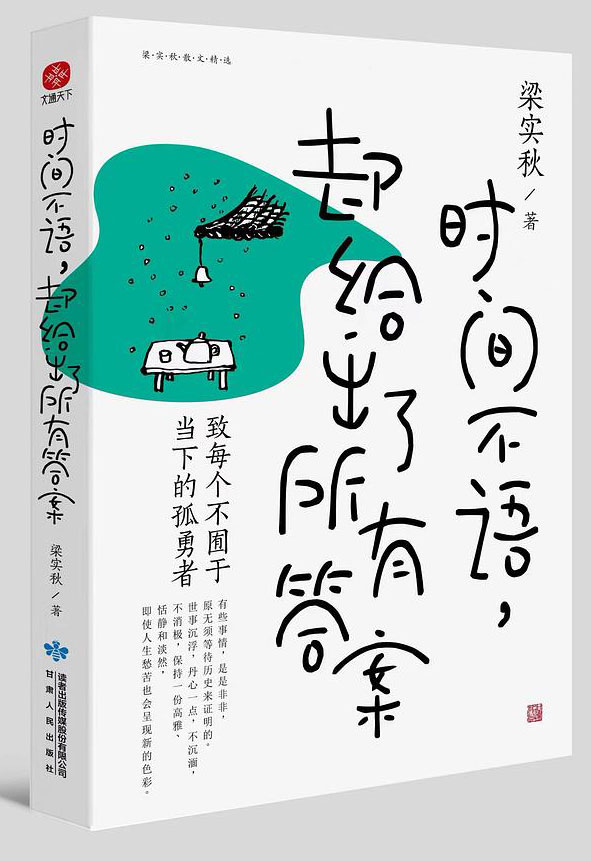 梁·实·秋·散·文·精·选
梁实秋/著
时间不语，
却给出了所有答案
致每个不囿于
当下的孤勇者
有些事情，是是非非，
原无须等待历史来证明的。
世事沉浮，丹心一点，不沉湎，
不消极，保持一份高雅、
恬静和淡然，
即使人生愁苦也会呈现新的色彩。
文通天下
时间不语，却给出了所有答案
梁实秋/著
读者出版传媒股份有限公司
甘肃人民出版社